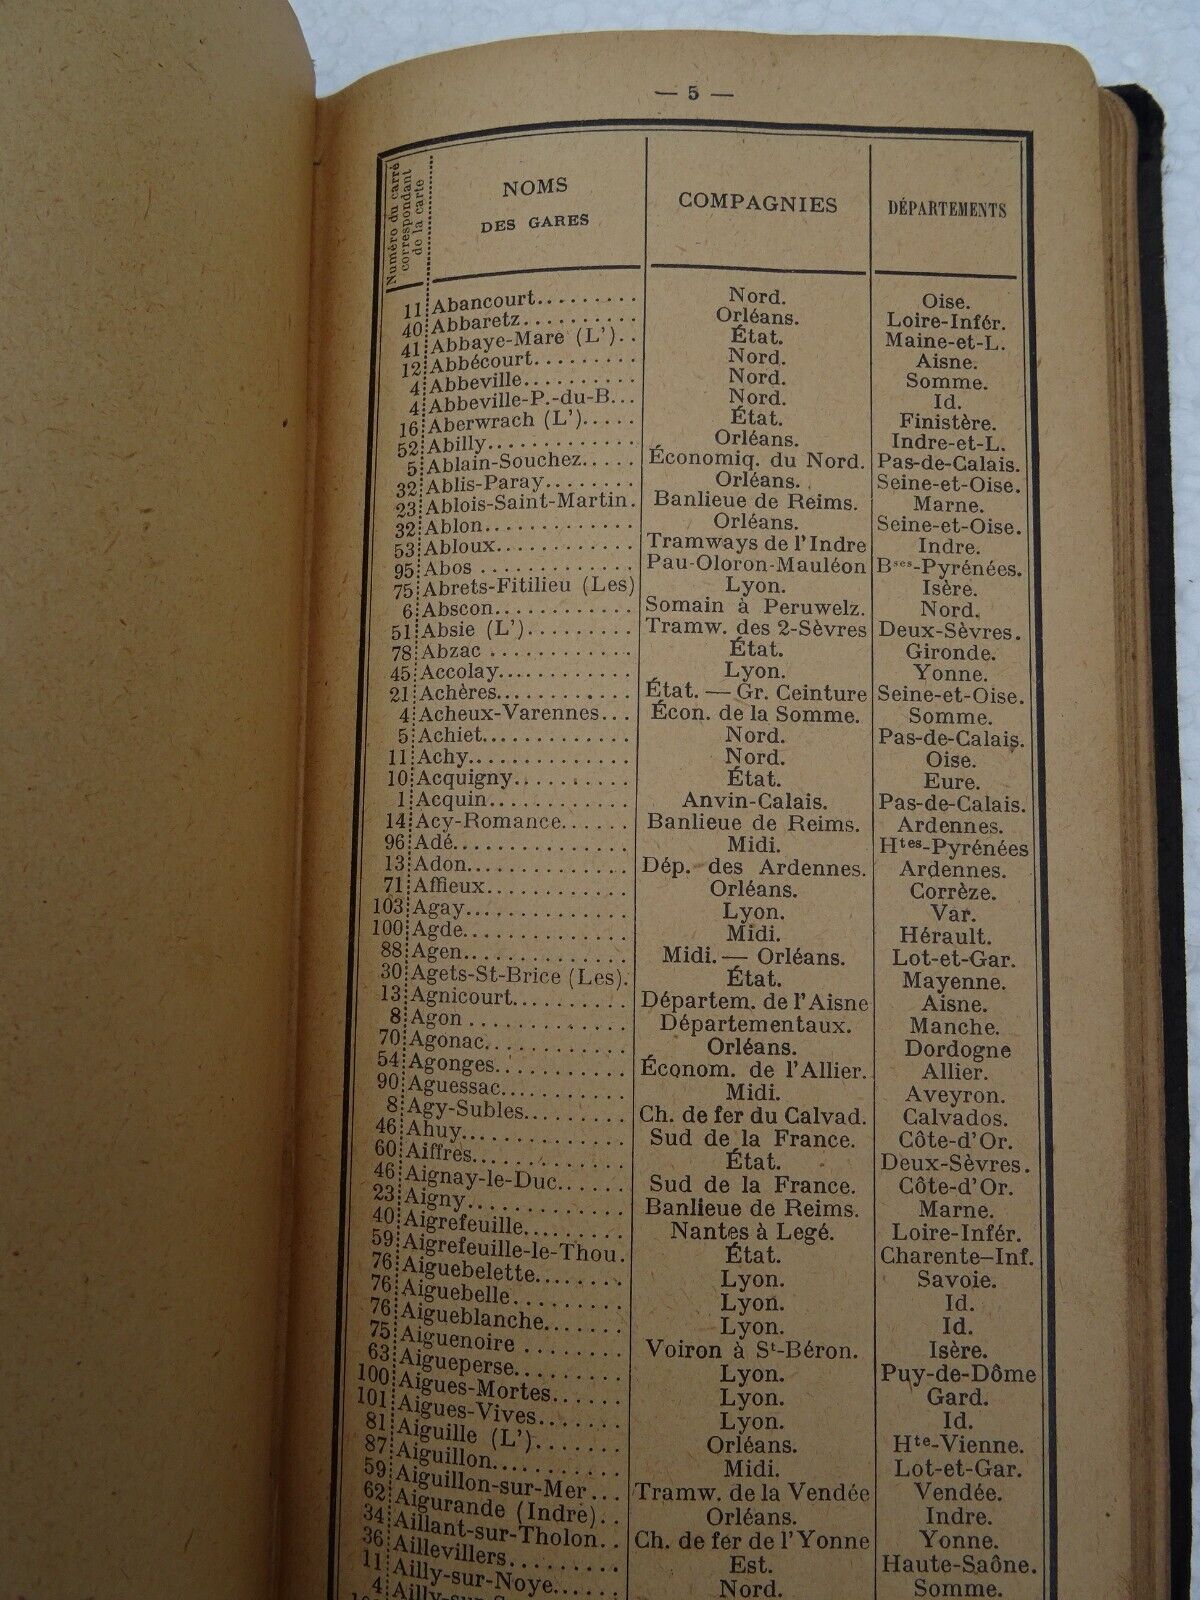 — 5 —
Numéro du carré
correspondant
de la carte
NOMS
DES GARES
COMPAGNIES
DÉPARTEMENTS
11 Abancourt......... Nord. Oise.
40 Abbaretz.......... Orléans. Loire-Infér.
41 Abbaye-Mare (L').. État. Maine-et-L.
12 Abbécourt......... Nord. Aisne.
4 Abbeville.......... Nord. Somme.
4 Abbeville-P.-du-B... Nord. Id.
16 Aberwrach (L')..... État. Finistère.
52 Abilly............. Orléans. Indre-et-L.
5 Ablain-Souchez..... Économiq. du Nord. Pas-de-Calais.
32 Ablis-Paray........ Orléans. Seine-et-Oise.
23 Ablois-Saint-Martin. Banlieue de Reims. Marne.
32 Ablon............. Orléans. Seine-et-Oise.
53 Abloux............ Tramways de l'Indre Indre.
95 Abos ............. Pau-Oloron-Mauléon Bses-Pyrénées.
75 Abrets-Fitilieu (Les) Lyon. Isère.
6 Abscon............ Somain à Peruwelz. Nord.
51 Absie (L')......... Tramw. des 2-Sèvres Deux-Sèvres.
78 Abzac ............ État. Gironde.
45 Accolay........... Lyon. Yonne.
21 Achères........... État. — Gr. Ceinture Seine-et-Oise.
4 Acheux-Varennes... Écon. de la Somme. Somme.
5 Achiet............ Nord. Pas-de-Calais.
11 Achy............. Nord. Oise.
10 Acquigny.......... État. Eure.
1 Acquin............ Anvin-Calais. Pas-de-Calais.
14 Acy-Romance...... Banlieue de Reims. Ardennes.
96 Adé.............. Midi. Htes-Pyrénées
13 Adon............. Dép. des Ardennes. Ardennes.
71 Affieux............ Orléans. Corrèze.
103 Agay............. Lyon. Var.
100 Agde............. Midi. Hérault.
88 Agen............. Midi. — Orléans. Lot-et-Gar.
30 Agets-St-Brice (Les). État. Mayenne.
13 Agnicourt......... Départem. de l'Aisne Aisne.
8 Agon ............ Départementaux. Manche.
70 Agonac........... Orléans. Dordogne
54 Agonges.......... Économ. de l'Allier. Allier.
90 Aguessac......... Midi. Aveyron.
8 Agy-Subles........ Ch. de fer du Calvad. Calvados.
46 Ahuy............. Sud de la France. Côte-d'Or.
60 Aiffres............ État. Deux-Sèvres.
46 Aignay-le-Duc..... Sud de la France. Côte-d'Or.
23 Aigny............ Banlieue de Reims. Marne.
40 Aigrefeuille........ Nantes à Legé. Loire-Infér.
59 Aigrefeuille-le-Thou. État. Charente-Inf.
76 Aiguebelette....... Lyon. Savoie.
76 Aiguebelle......... Lyon. Id.
76 Aigueblanche....... Lyon. Id.
75 Aiguenoire ........ Voiron à St-Béron. Isère.
63 Aigueperse........ Lyon. Puy-de-Dôme
100 Aigues-Mortes...... Lyon. Gard.
101 Aigues-Vives....... Lyon. Id.
81 Aiguille (L')....... Orléans. Hte-Vienne.
87 Aiguillon.......... Midi. Lot-et-Gar.
59 Aiguillon-sur-Mer... Tramw. de la Vendée Vendée.
62 Aigurande (Indre).. Orléans. Indre.
34 Aillant-sur-Tholon.. Ch. de fer de l'Yonne Yonne.
36 Aillevillers......... Est. Haute-Saône.
11 Ailly-sur-Noye...... Nord. Somme.
4 Ailly-sur-